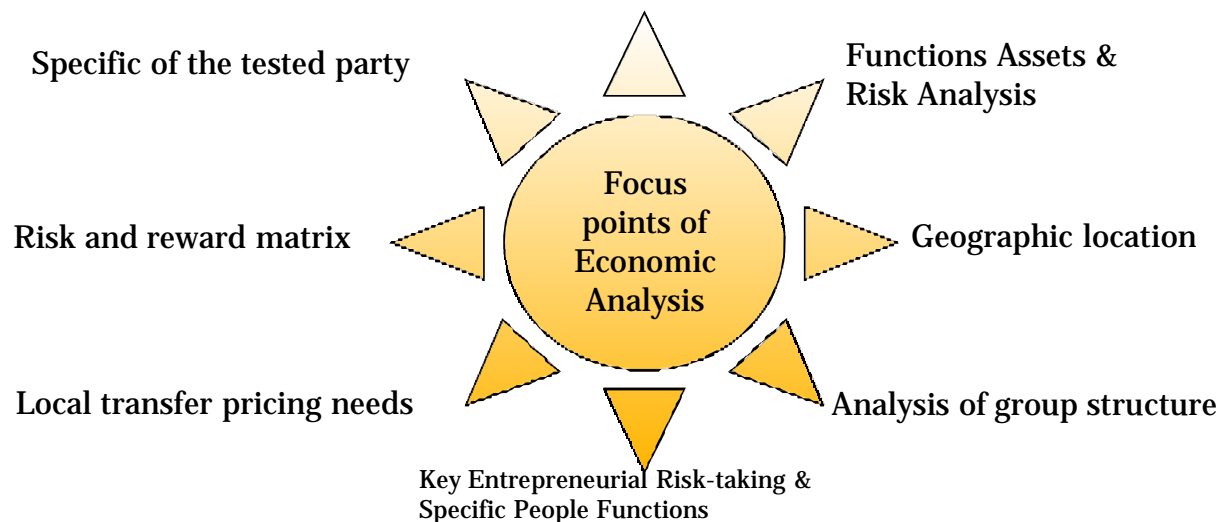 Specific of the tested party
Functions Assets &
Risk Analysis
Risk and reward matrix
Focus
points of
Economic
Analysis
Geographic location
Local transfer pricing needs
Analysis of group structure
Key Entrepreneurial Risk-taking &
Specific People Functions